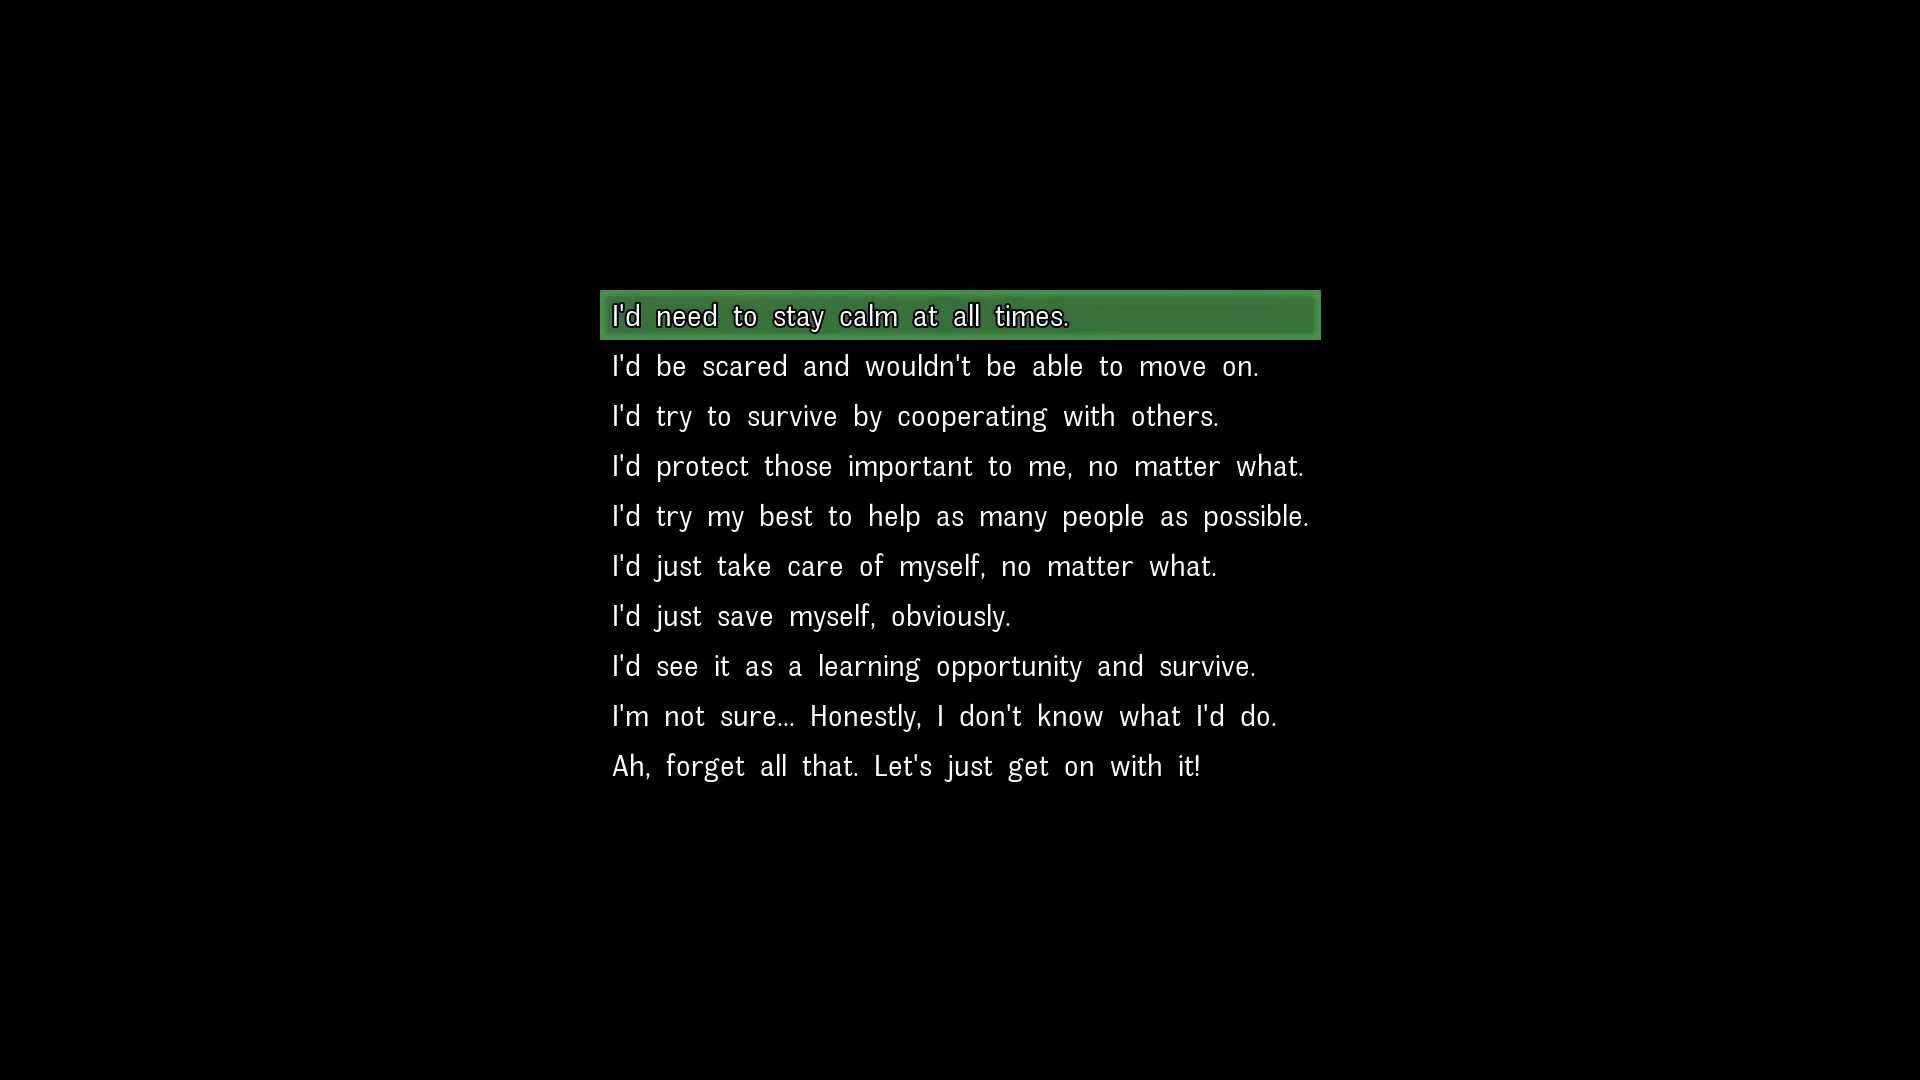 I'd need to stay calm at all times.
I'd be scared and wouldn't be able to move on.
I'd try to survive by cooperating with others.
I'd protect those important to me, no matter what.
I'd try my best to help as many people as possible.
I'd just take care of myself, no matter what.
I'd just save myself, obviously.
I'd see it as a learning opportunity and survive.
I'm not sure... Honestly, I don't know what I'd do.
Ah, forget all that. Let's just get on with it!